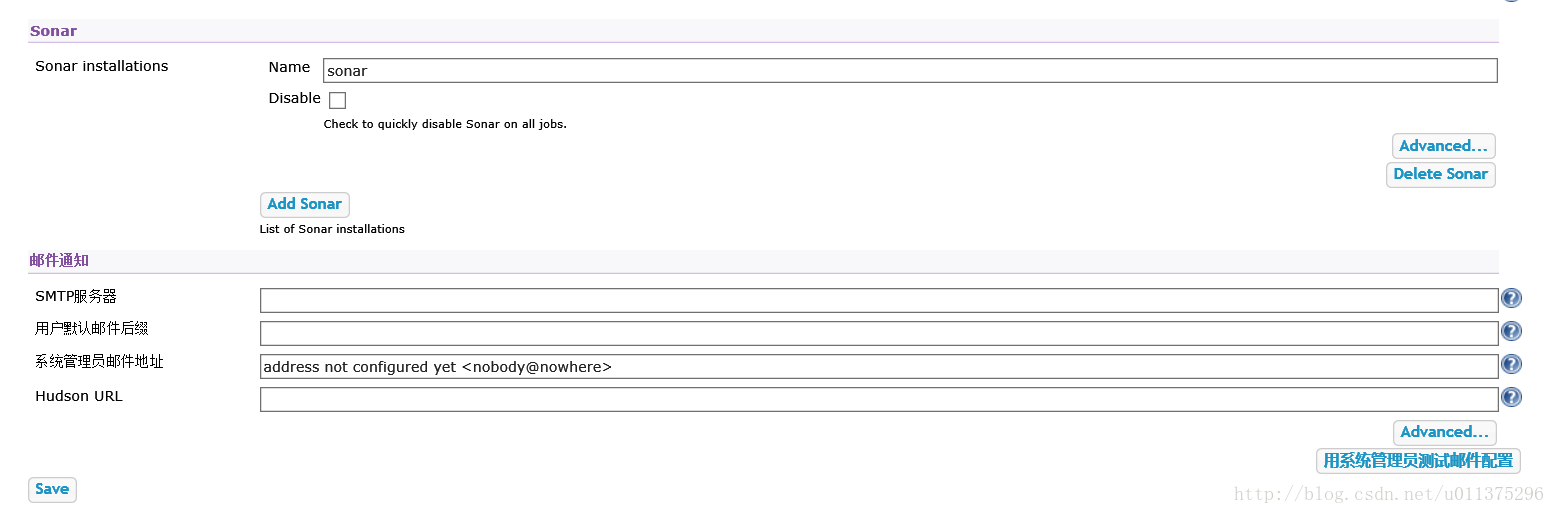 Sonar
Sonar installations
Name sonar
Disable
Check to quickly disable Sonar on all jobs.
Advanced...
Delete Sonar
Add Sonar
List of Sonar installations
邮件通知
SMTP服务器
用户默认邮件后缀
系统管理员邮件地址 address not configured yet <nobody@nowhere>
Hudson URL
Advanced...
用系统管理员测试邮件配置
Save
http://blog.csdn.net/u011375296